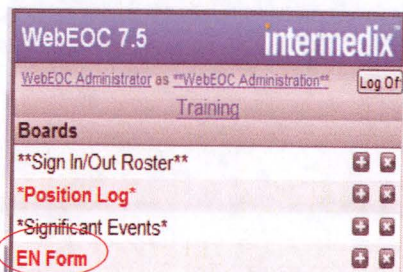 WebEOC 7.5 intermedix
WebEOC Administrator as **WebEOC Administration** Log Of
Training
Boards
**Sign In/Out Roster**
*Position Log*
*Significant Events*
EN Form